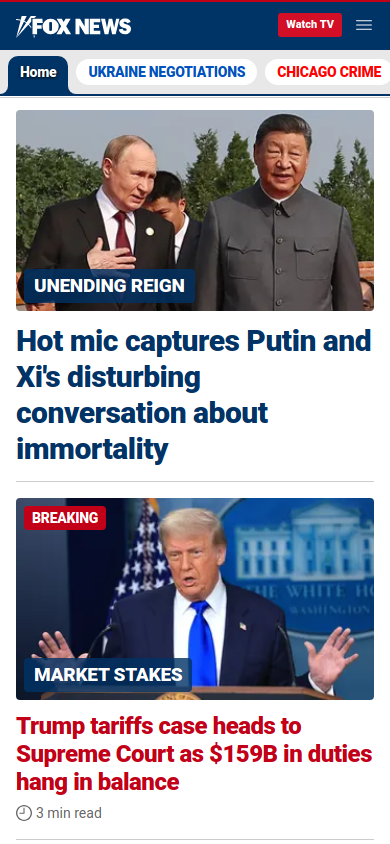 FOX NEWS
Watch TV
Home
UKRAINE NEGOTIATIONS
CHICAGO CRIME
UNENDING REIGN
Hot mic captures Putin and
Xi's disturbing
conversation about
immortality
BREAKING
THE WHITE HO
WASHINGTON
MARKET STAKES
Trump tariffs case heads to
Supreme Court as $159B in duties
hang in balance
3 min read